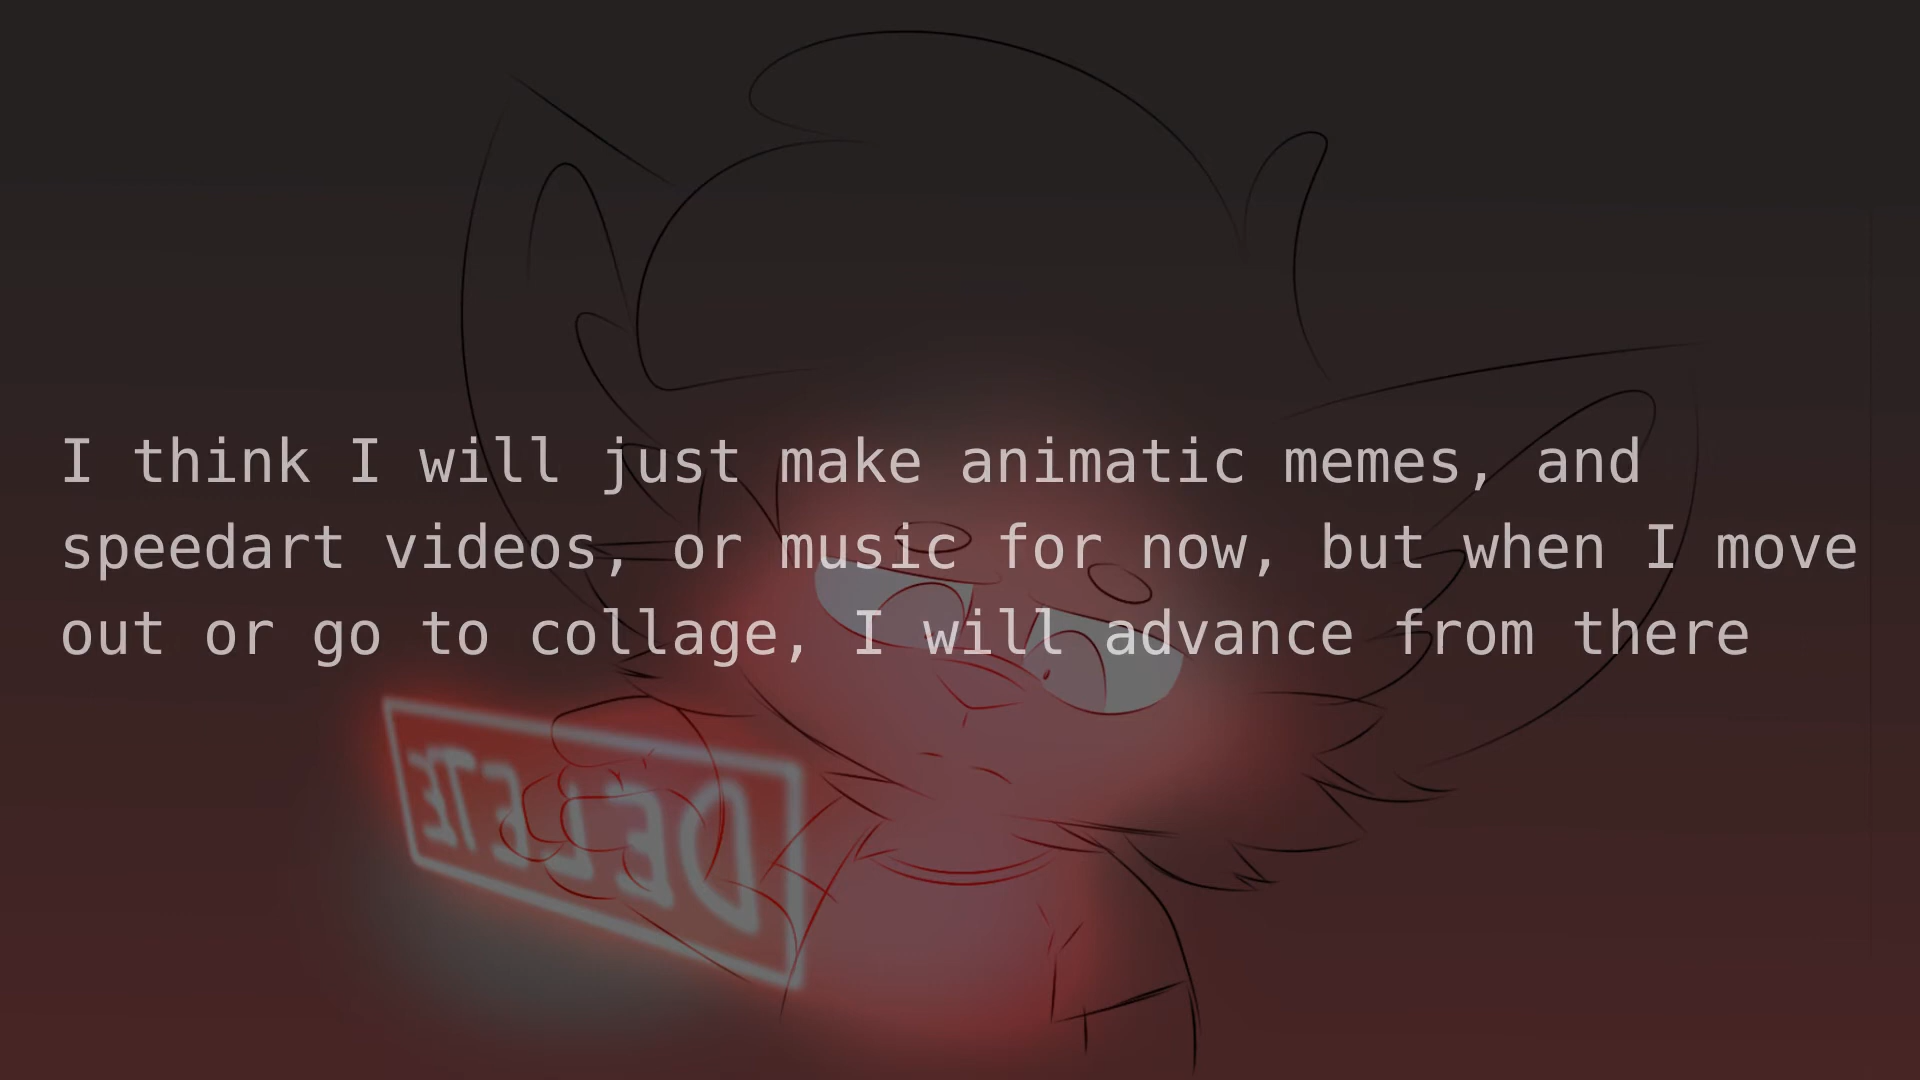 I think I will just make animatic memes, and
speedart videos, or music for now, but when I move
out or go to collage, I will advance from there
DELETE